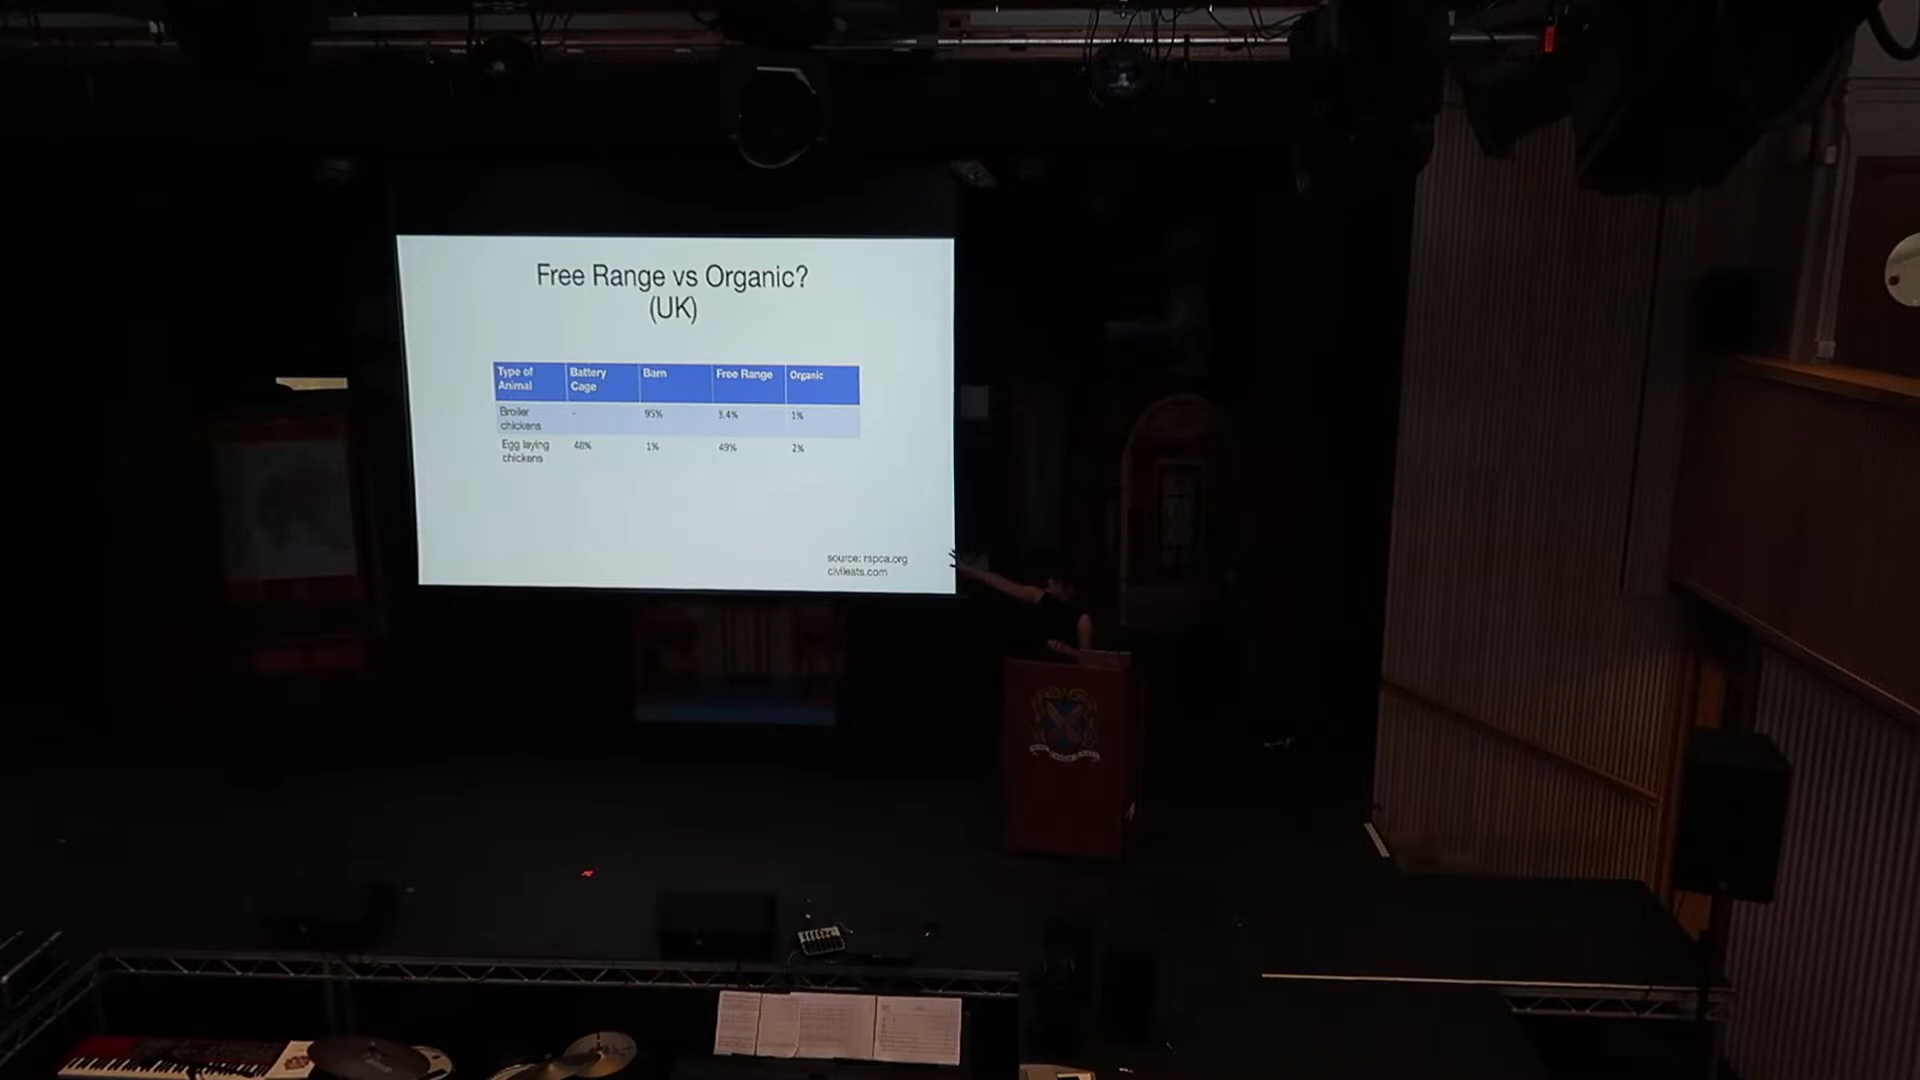 Free Range vs Organic?
(UK)
Type of Animal Battery Cage Barn Free Range Organic
Broiler chickens - 95% 3.4% 1%
Egg laying chickens 48% 1% 49% 2%
source: rspca.org
civileats.com